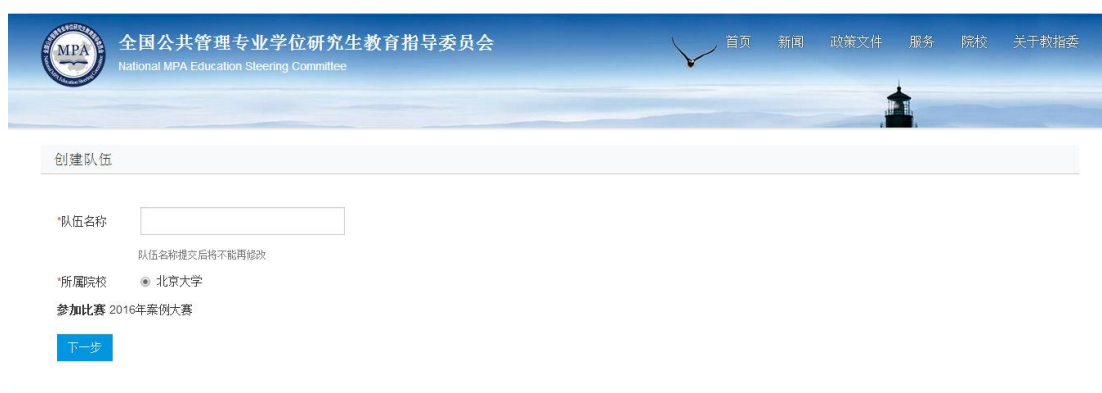 MPA
全国公共管理专业学位研究生教育指导委员会
National MPA Education Steering Committee
首页 新闻 政策文件 服务 院校 关于教指委
创建队伍
*队伍名称
队伍名称提交后将不能再修改
*所属院校 北京大学
参加比赛 2016年案例大赛
下一步